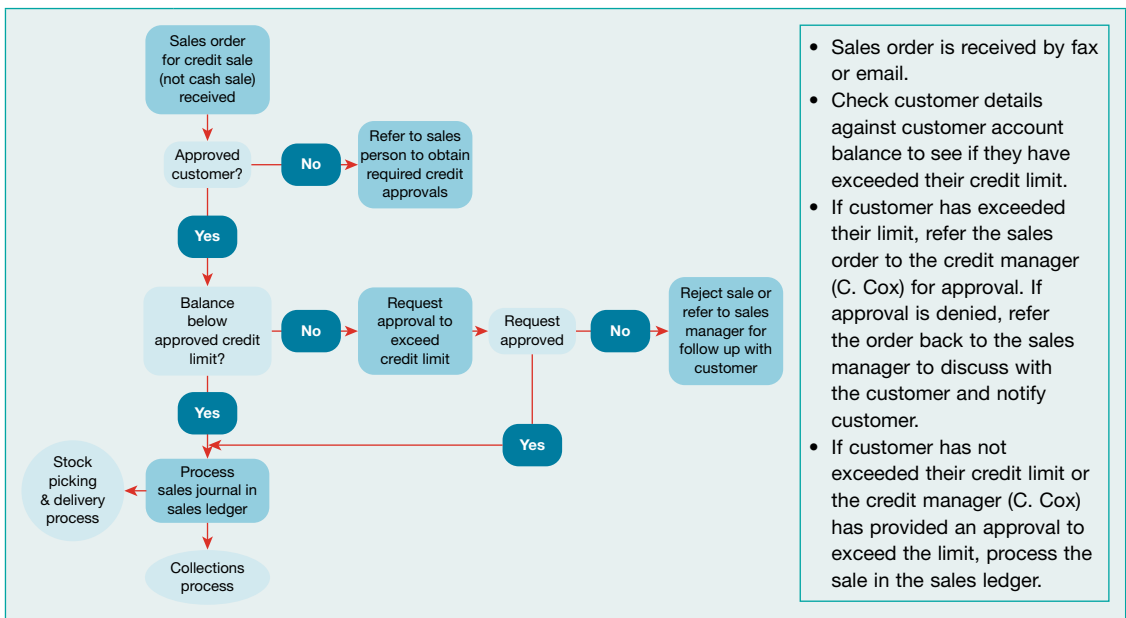 Sales order
for credit sale
(not cash sale)
received
Approved
customer?
No
Refer to sales
person to obtain
required credit
approvals
Yes
Balance
below
approved credit
limit?
No
Request
approval to
exceed
credit limit
Request
approved
No
Reject sale or
refer to sales
manager for
follow up with
customer
Yes
Yes
Stock
picking
& delivery
process
Process
sales journal in
sales ledger
Collections
process
• Sales order is received by fax
or email.
• Check customer details
against customer account
balance to see if they have
exceeded their credit limit.
• If customer has exceeded
their limit, refer the sales
order to the credit manager
(C. Cox) for approval. If
approval is denied, refer
the order back to the sales
manager to discuss with
the customer and notify
customer.
• If customer has not
exceeded their credit limit or
the credit manager (C. Cox)
has provided an approval to
exceed the limit, process the
sale in the sales ledger.